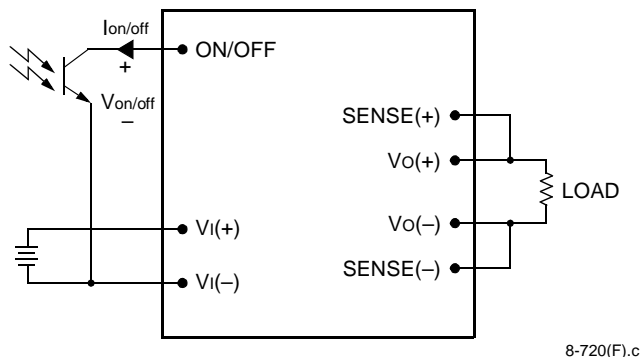 Ion/off
+
ON/OFF
Von/off
–
SENSE(+)
VO(+)
LOAD
VO(–)
SENSE(–)
VI(+)
VI(–)
8-720(F).c